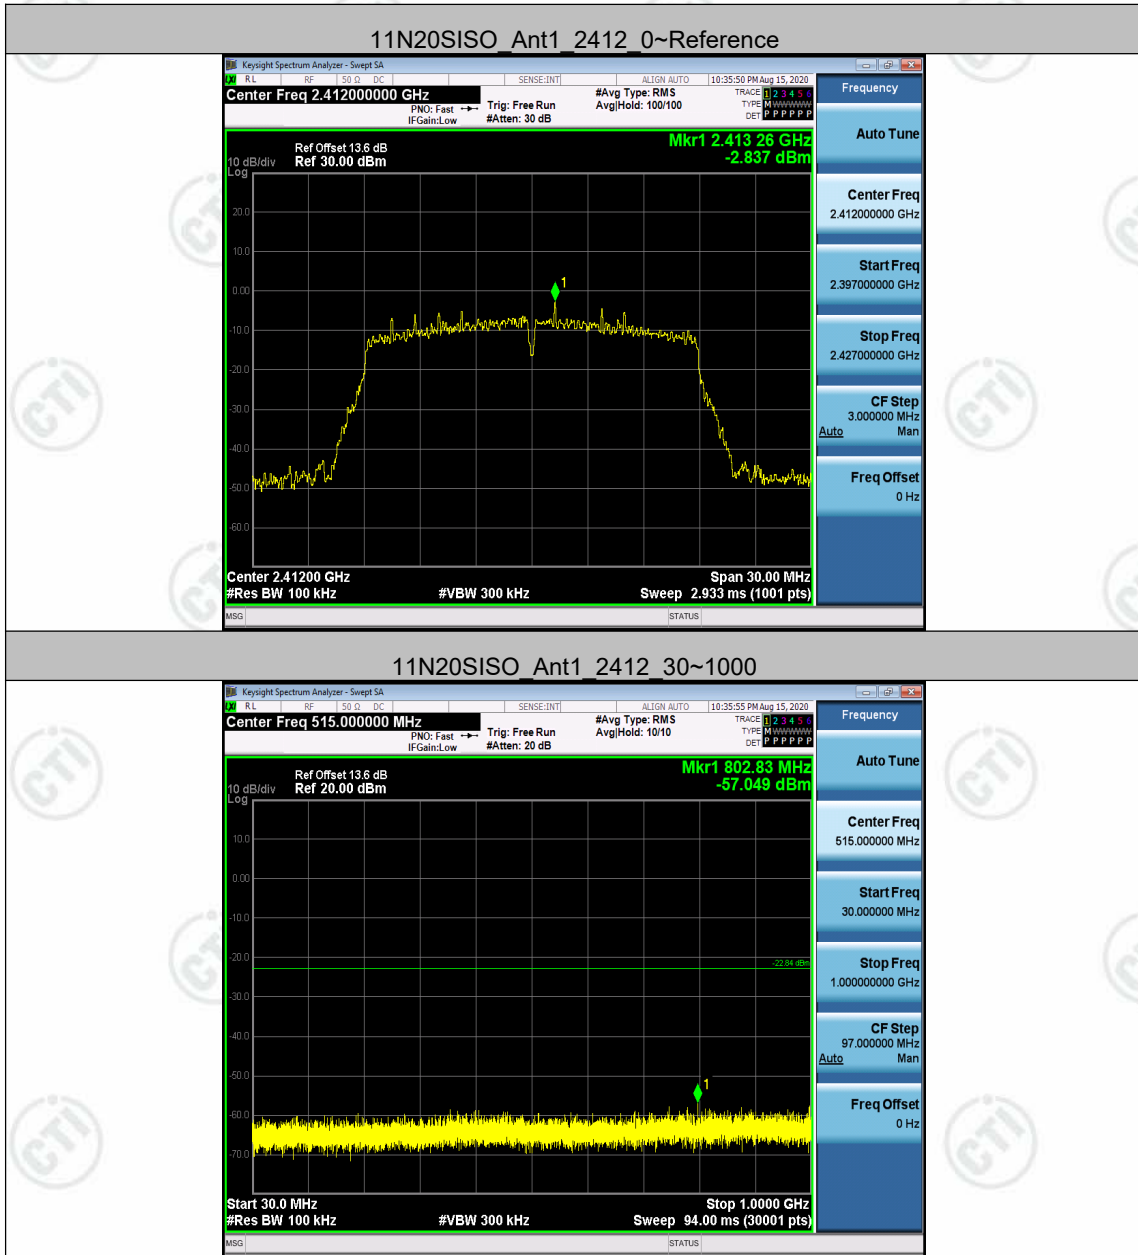 11N20SISO_Ant1_2412_0~Reference
Keysight Spectrum Analyzer - Swept SA
LXI RL RF 50 Ω DC SENSE:INT ALIGN AUTO 10:35:50 PM Aug 15, 2020
Center Freq 2.412000000 GHz
PNO: Fast
IFGain:Low
Trig: Free Run
#Atten: 30 dB
#Avg Type: RMS
Avg|Hold: 100/100
TRACE 1 2 3 4 5 6
TYPE M W W W W W
DET P P P P P P
Frequency
Auto Tune
Center Freq
2.412000000 GHz
Start Freq
2.397000000 GHz
Stop Freq
2.427000000 GHz
CF Step
3.000000 MHz
Auto Man
Freq Offset
0 Hz
Mkr1 2.413 26 GHz
-2.837 dBm
Ref Offset 13.6 dB
10 dB/div Ref 30.00 dBm
Log
20.0
10.0
0.00
-10.0
-20.0
-30.0
-40.0
-50.0
-60.0
1
Center 2.41200 GHz Span 30.00 MHz
#Res BW 100 kHz #VBW 300 kHz Sweep 2.933 ms (1001 pts)
MSG STATUS
11N20SISO_Ant1_2412_30~1000
Keysight Spectrum Analyzer - Swept SA
LXI RL RF 50 Ω DC SENSE:INT ALIGN AUTO 10:35:55 PM Aug 15, 2020
Center Freq 515.000000 MHz
PNO: Fast
IFGain:Low
Trig: Free Run
#Atten: 20 dB
#Avg Type: RMS
Avg|Hold: 10/10
TRACE 1 2 3 4 5 6
TYPE M W W W W W
DET P P P P P P
Frequency
Auto Tune
Center Freq
515.000000 MHz
Start Freq
30.000000 MHz
Stop Freq
1.000000000 GHz
CF Step
97.000000 MHz
Auto Man
Freq Offset
0 Hz
Mkr1 802.83 MHz
-57.049 dBm
Ref Offset 13.6 dB
10 dB/div Ref 20.00 dBm
Log
10.0
0.00
-10.0
-20.0
-30.0
-40.0
-50.0
-60.0
-70.0
-22.84 dBm
1
Start 30.0 MHz Stop 1.0000 GHz
#Res BW 100 kHz #VBW 300 kHz Sweep 94.00 ms (30001 pts)
MSG STATUS
CTI